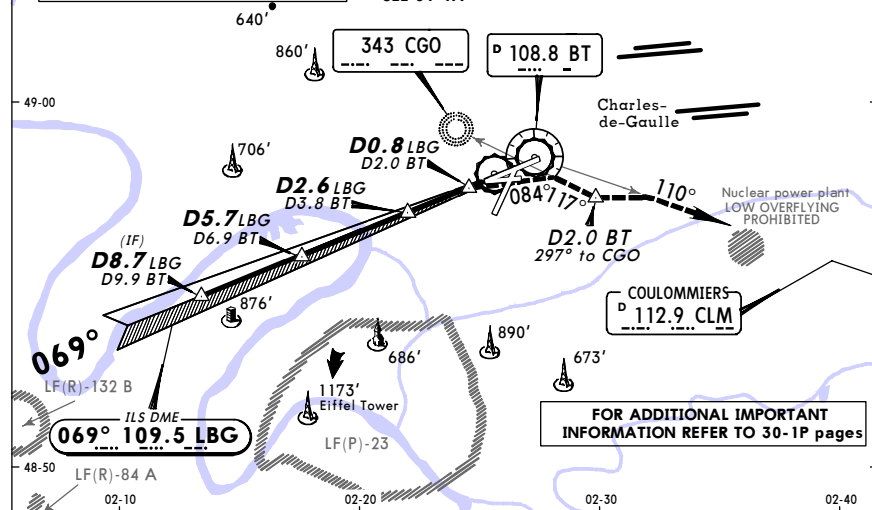 640'
860'
343 CGO
D 108.8 BT
49-00
Charles-
de-Gaulle
706'
D0.8 LBG
D2.0 BT
D2.6 LBG
D3.8 BT
084°
117°
110°
Nuclear power plant
LOW OVERFLYING
PROHIBITED
D5.7 LBG
D6.9 BT
D2.0 BT
297° to CGO
(IF)
D8.7 LBG
D9.9 BT
COULOMMIERS
D 112.9 CLM
876'
890'
686'
673'
069°
LF(R)-132 B
1173'
Eiffel Tower
ILS DME
069° 109.5 LBG
LF(P)-23
FOR ADDITIONAL IMPORTANT
INFORMATION REFER TO 30-1P pages
LF(R)-84 A
48-50
02-10
02-20
02-30
02-40